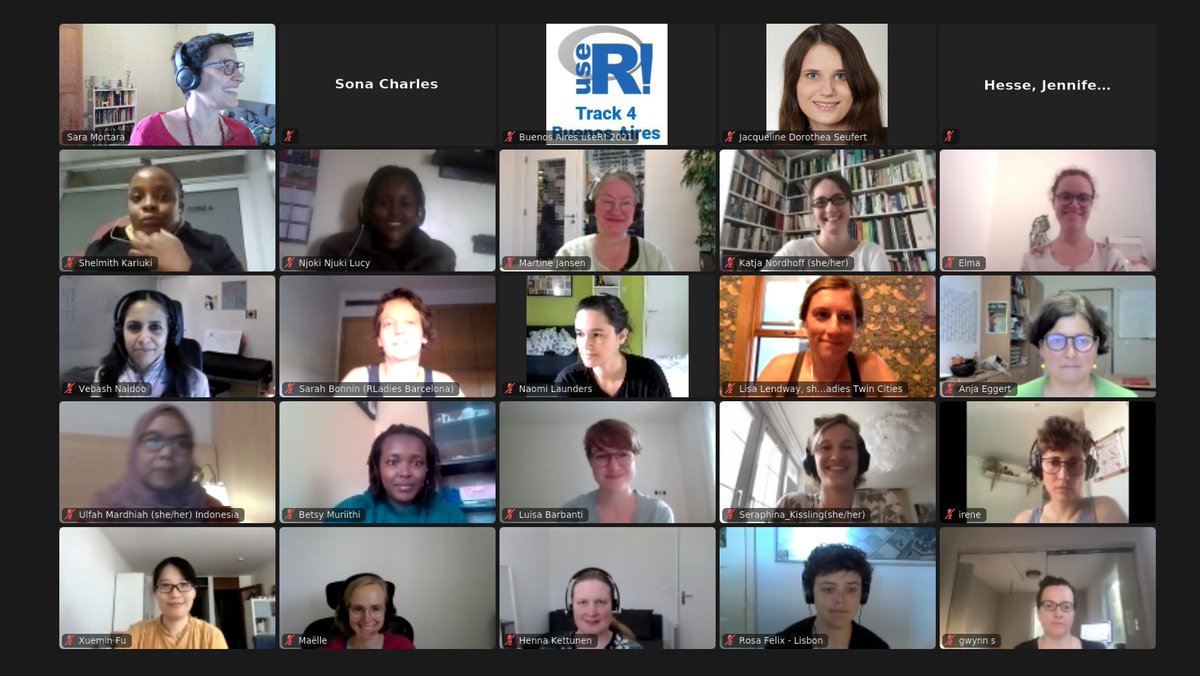 Sara Mortara
Sona Charles
use
R!
Track 4
Buenos Aires
Buenos Aires useR! 2021
Jacqueline Dorothea Seufert
Hesse, Jennife...
Shelmith Kariuki
Njoki Njuki Lucy
Martine Jansen
Katja Nordhoff (she/her)
Elma
Vebash Naidoo
Sarah Bonnin (RLadies Barcelona)
Naomi Launders
Lisa Lendway, sh...adies Twin Cities
Anja Eggert
Ulfah Mardhiah (she/her) Indonesia
Betsy Muriithi
Luisa Barbanti
Seraphina_Kissling(she/her)
irene
Xuemin Fu
Maëlle
Henna Kettunen
Rosa Felix - Lisbon
gwynn s